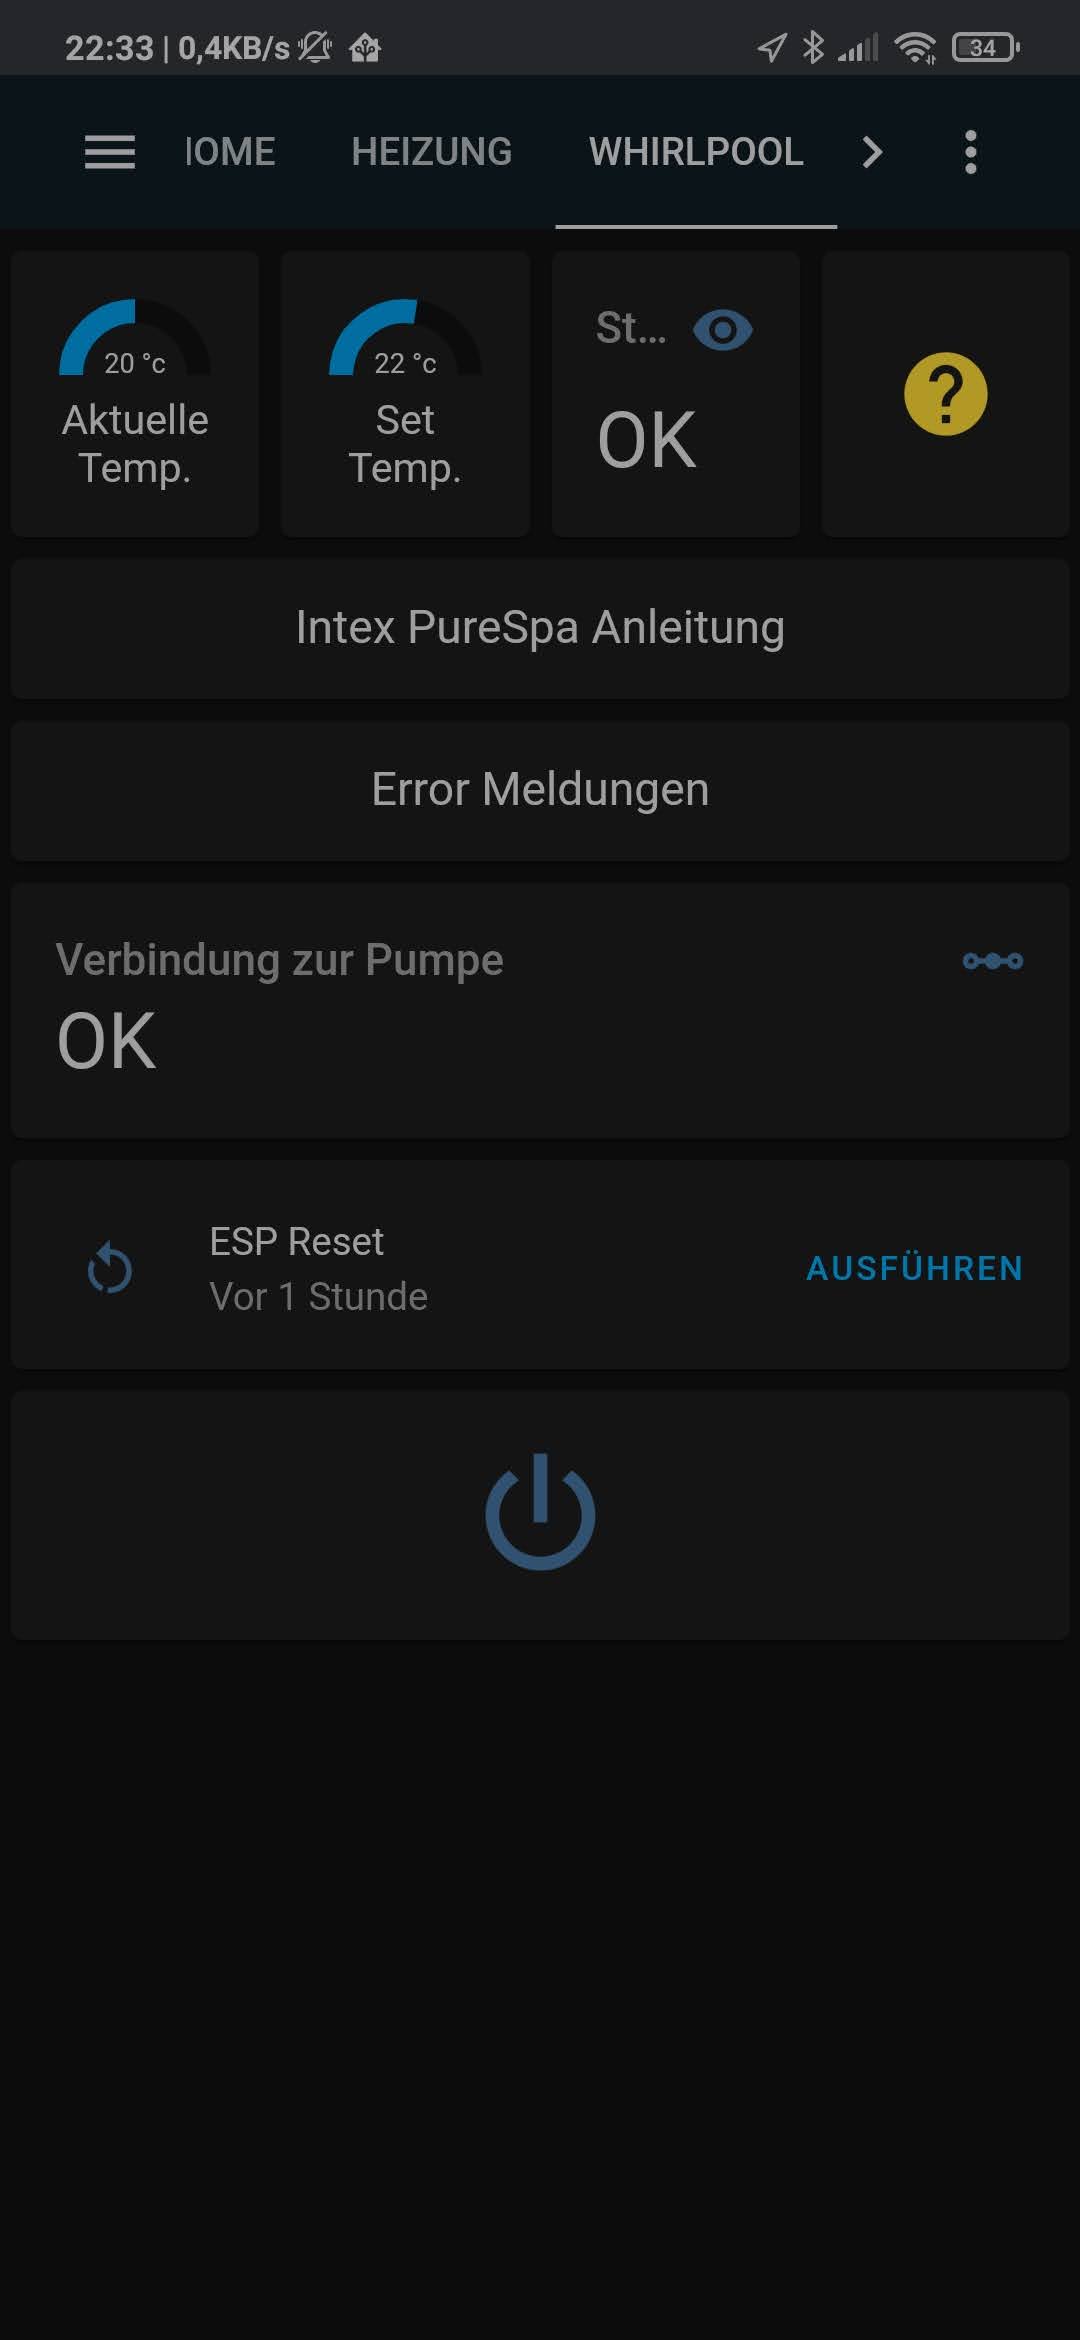 22:33 | 0,4KB/s 34
HOME HEIZUNG WHIRLPOOL
20 °c
Aktuelle
Temp.
22 °c
Set
Temp.
St...
OK
?
Intex PureSpa Anleitung
Error Meldungen
Verbindung zur Pumpe
OK
ESP Reset
Vor 1 Stunde
AUSFÜHREN